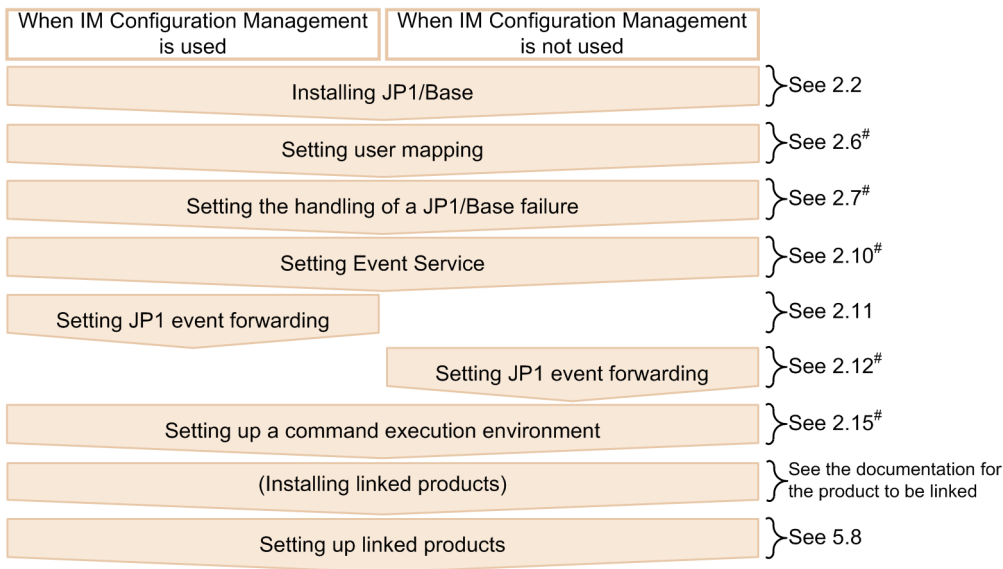 When IM Configuration Management
is used
When IM Configuration Management
is not used
Installing JP1/Base
See 2.2
Setting user mapping
See 2.6#
Setting the handling of a JP1/Base failure
See 2.7#
Setting Event Service
See 2.10#
Setting JP1 event forwarding
See 2.11
Setting JP1 event forwarding
See 2.12#
Setting up a command execution environment
See 2.15#
(Installing linked products)
See the documentation for
the product to be linked
Setting up linked products
See 5.8